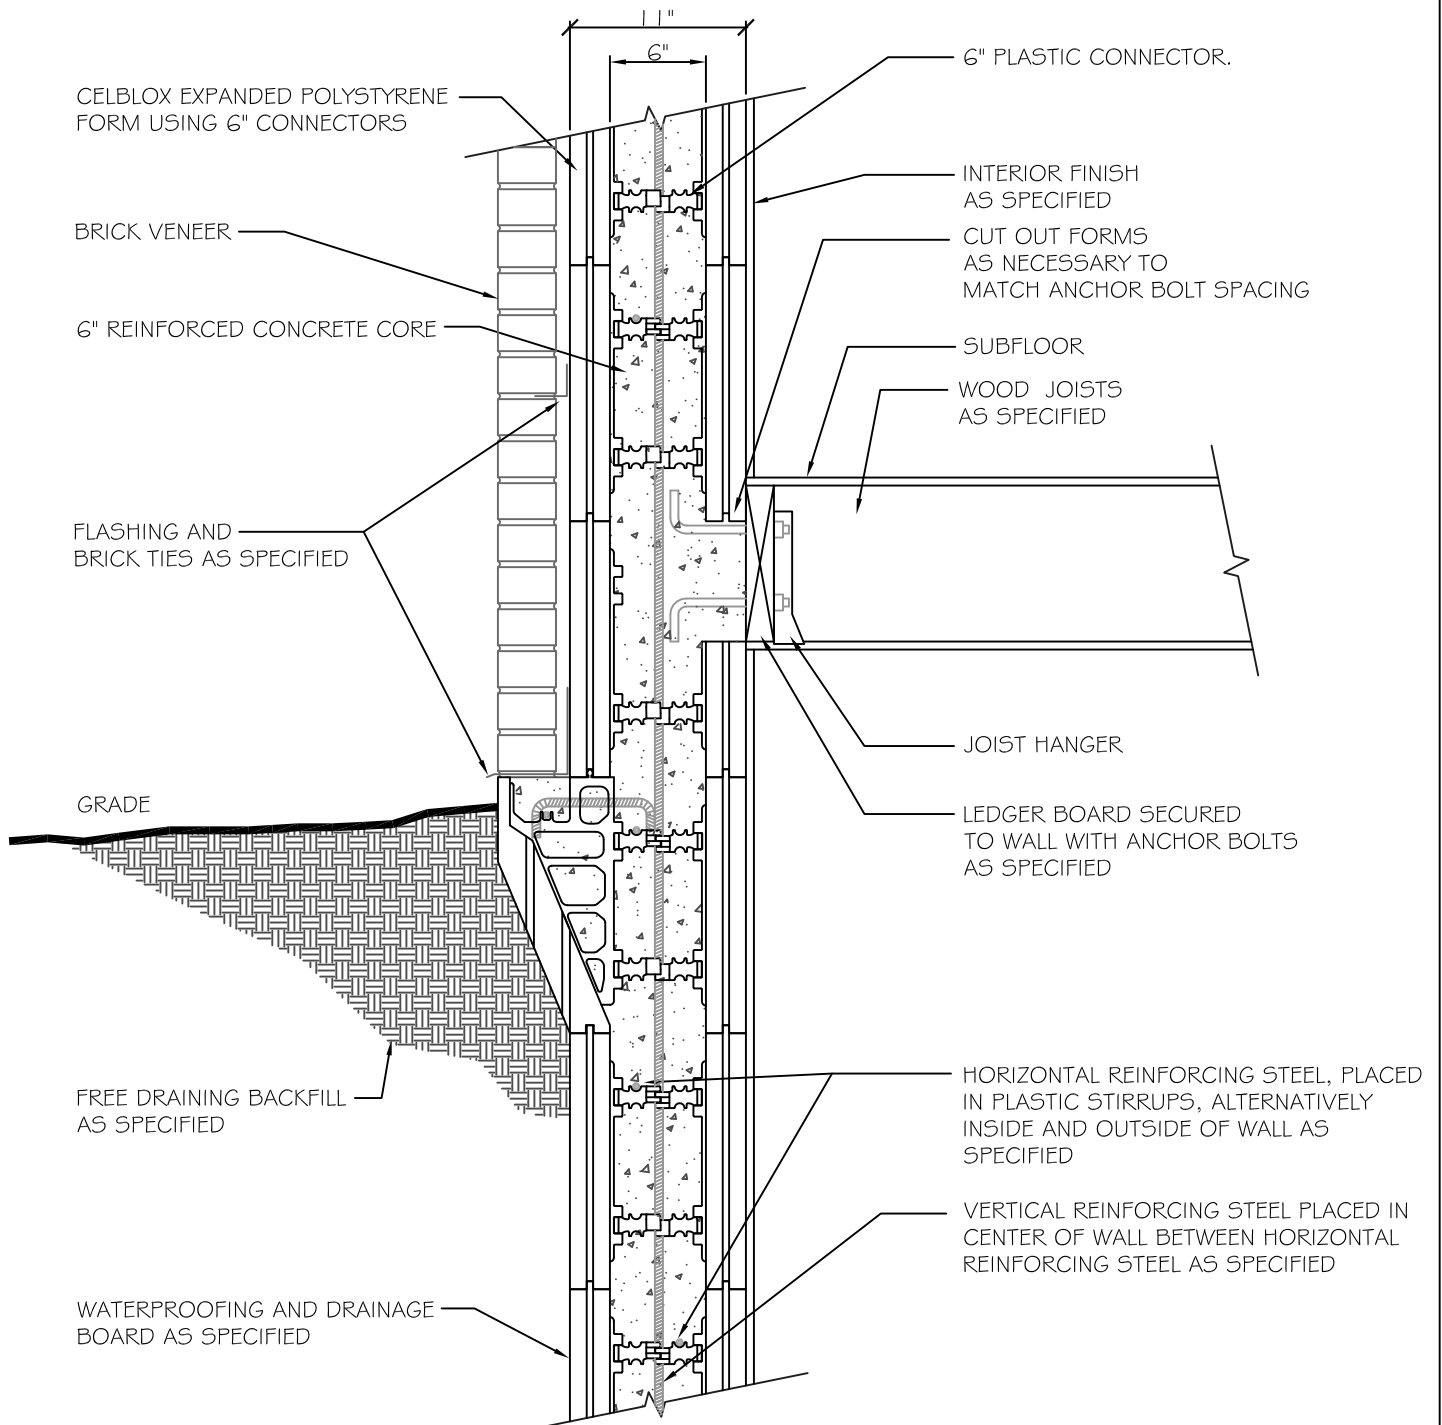 11"
6"
6" PLASTIC CONNECTOR.
CELBLOX EXPANDED POLYSTYRENE
FORM USING 6" CONNECTORS
INTERIOR FINISH
AS SPECIFIED
BRICK VENEER
CUT OUT FORMS
AS NECESSARY TO
MATCH ANCHOR BOLT SPACING
6" REINFORCED CONCRETE CORE
SUBFLOOR
WOOD JOISTS
AS SPECIFIED
FLASHING AND
BRICK TIES AS SPECIFIED
JOIST HANGER
GRADE
LEDGER BOARD SECURED
TO WALL WITH ANCHOR BOLTS
AS SPECIFIED
FREE DRAINING BACKFILL
AS SPECIFIED
HORIZONTAL REINFORCING STEEL, PLACED
IN PLASTIC STIRRUPS, ALTERNATIVELY
INSIDE AND OUTSIDE OF WALL AS
SPECIFIED
VERTICAL REINFORCING STEEL PLACED IN
CENTER OF WALL BETWEEN HORIZONTAL
REINFORCING STEEL AS SPECIFIED
WATERPROOFING AND DRAINAGE
BOARD AS SPECIFIED